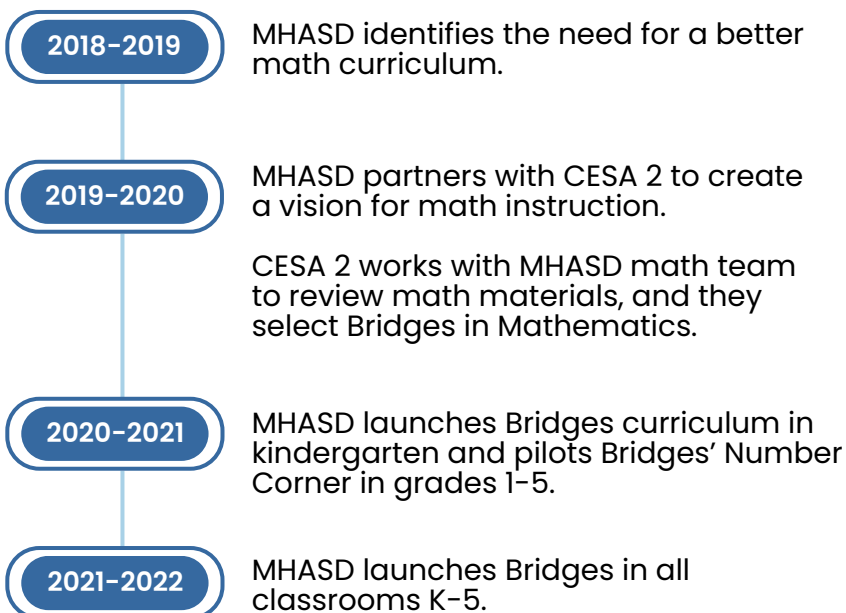 2018-2019
MHASD identifies the need for a better
math curriculum.
2019-2020
MHASD partners with CESA 2 to create
a vision for math instruction.
CESA 2 works with MHASD math team
to review math materials, and they
select Bridges in Mathematics.
2020-2021
MHASD launches Bridges curriculum in
kindergarten and pilots Bridges’ Number
Corner in grades 1-5.
2021-2022
MHASD launches Bridges in all
classrooms K-5.